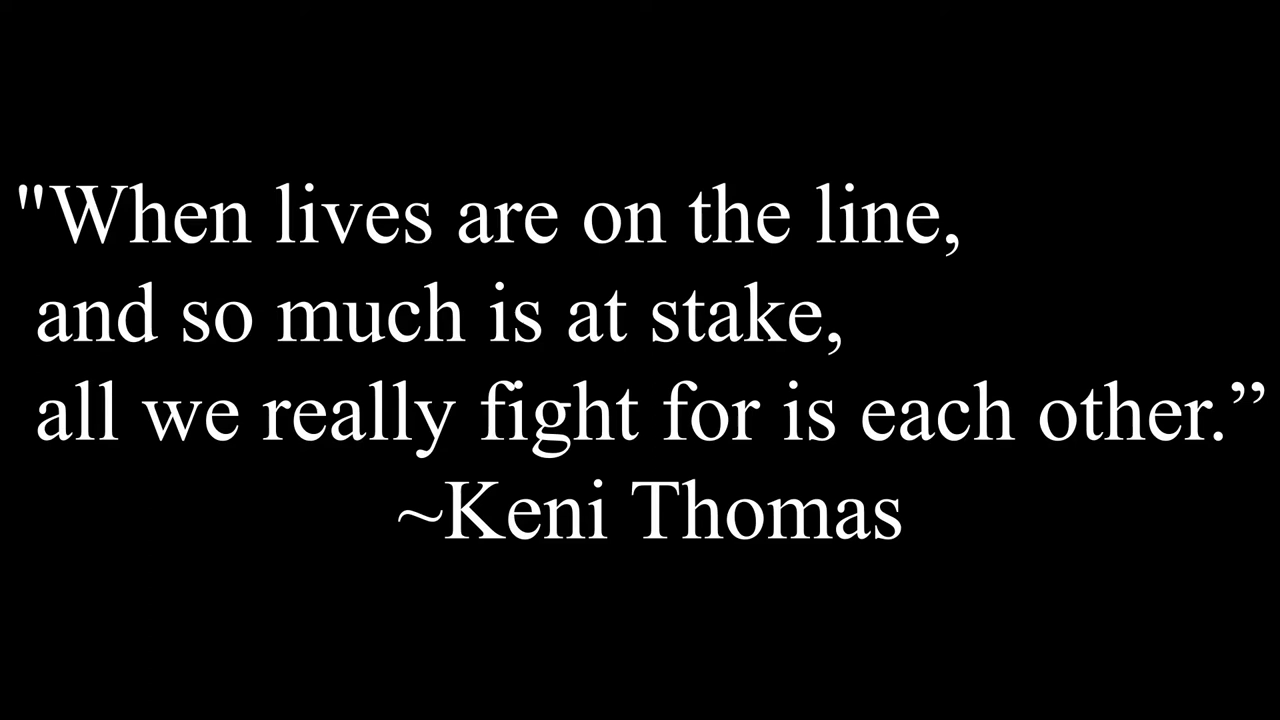 "When lives are on the line,
and so much is at stake,
all we really fight for is each other.”
~Keni Thomas